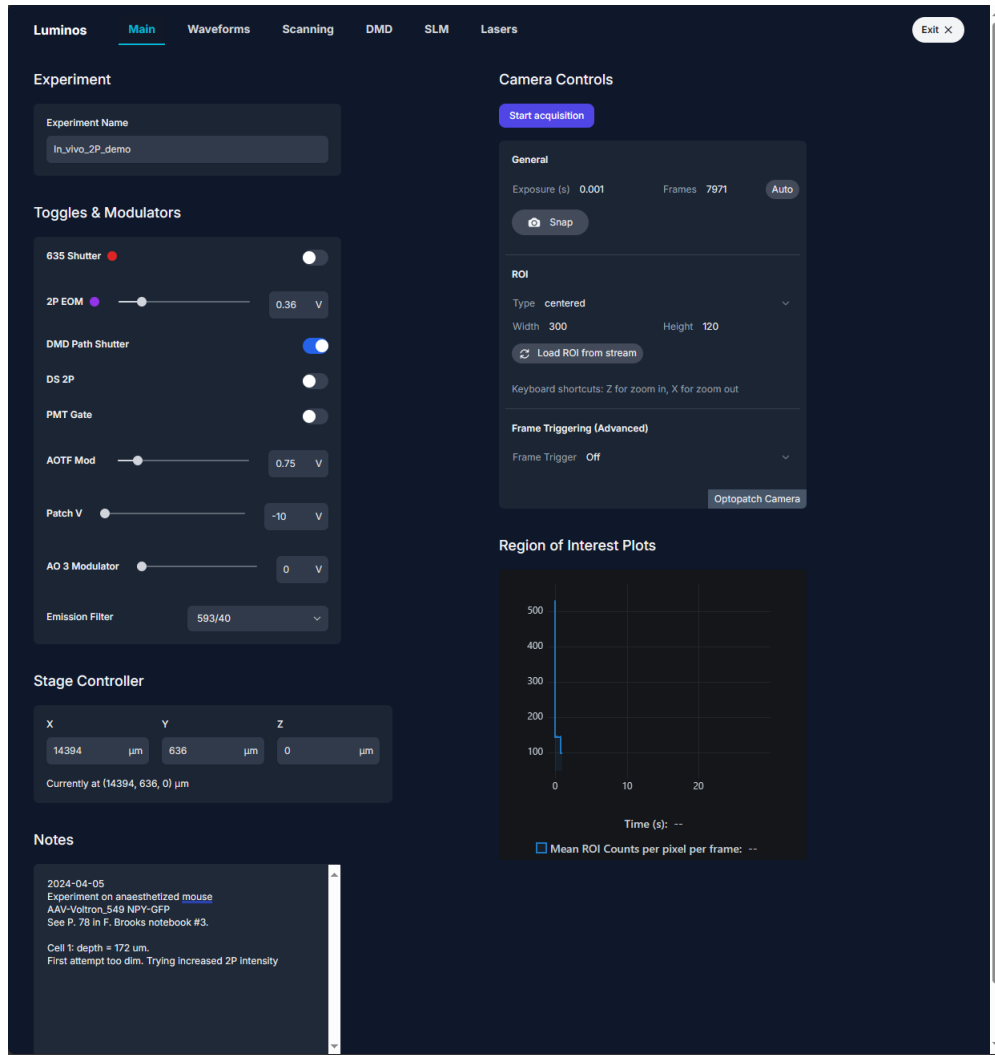 Luminos Main Waveforms Scanning DMD SLM Lasers Exit ×
Experiment
Experiment Name
In_vivo_2P_demo
Toggles & Modulators
635 Shutter
2P EOM 0.36 V
DMD Path Shutter
DS 2P
PMT Gate
AOTF Mod 0.75 V
Patch V -10 V
AO 3 Modulator 0 V
Emission Filter 593/40
Stage Controller
X Y Z
14394 μm 636 μm 0 μm
Currently at (14394, 636, 0) μm
Notes
2024-04-05
Experiment on anaesthetized mouse
AAV-Voltron_549 NPY-GFP
See P. 78 in F. Brooks notebook #3.
Cell 1: depth = 172 um.
First attempt too dim. Trying increased 2P intensity
Camera Controls
Start acquisition
General
Exposure (s) 0.001 Frames 7971 Auto
Snap
ROI
Type centered
Width 300 Height 120
Load ROI from stream
Keyboard shortcuts: Z for zoom in, X for zoom out
Frame Triggering (Advanced)
Frame Trigger Off
Optopatch Camera
Region of Interest Plots
500
400
300
200
100
0 10 20
Time (s): --
Mean ROI Counts per pixel per frame: --